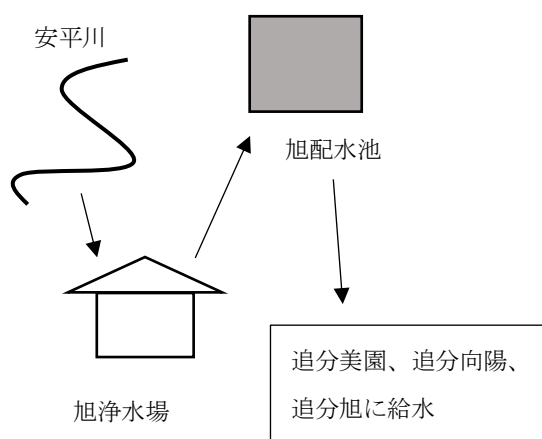 安平川
旭配水池
旭浄水場
追分美園、追分向陽、
追分旭に給水